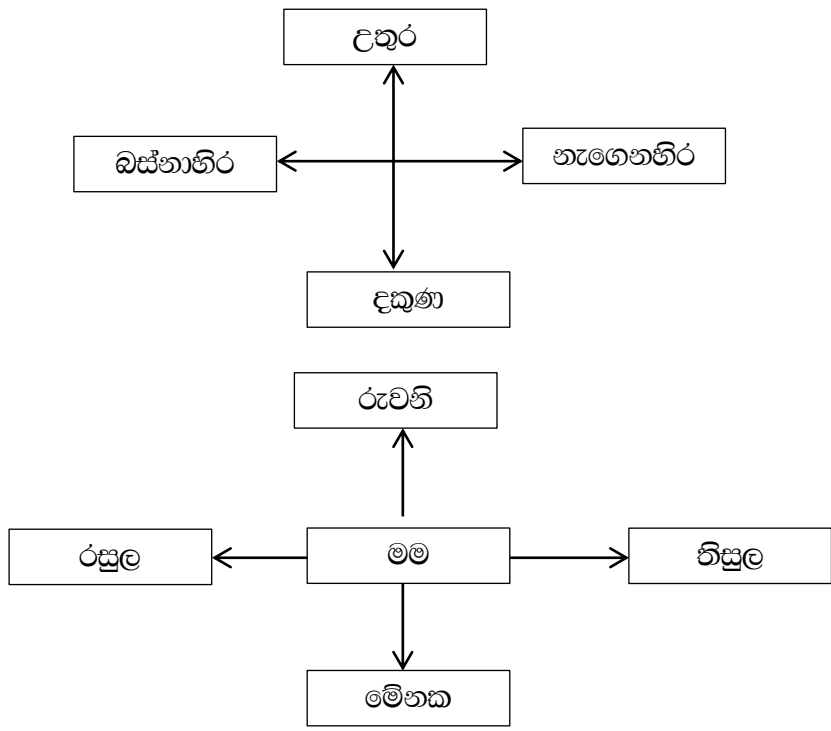 උතුර
බස්නාහිර
නැගෙනහිර
දකුණ
රුවනි
රසුල
මම
තිසුල
මේනක